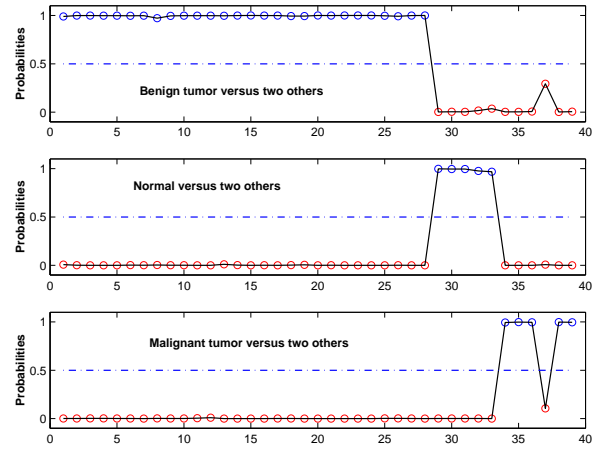 1
0.5
0
Probabilities
Benign tumor versus two others
0 5 10 15 20 25 30 35 40
1
0.5
0
Probabilities
Normal versus two others
0 5 10 15 20 25 30 35 40
1
0.5
0
Probabilities
Malignant tumor versus two others
0 5 10 15 20 25 30 35 40